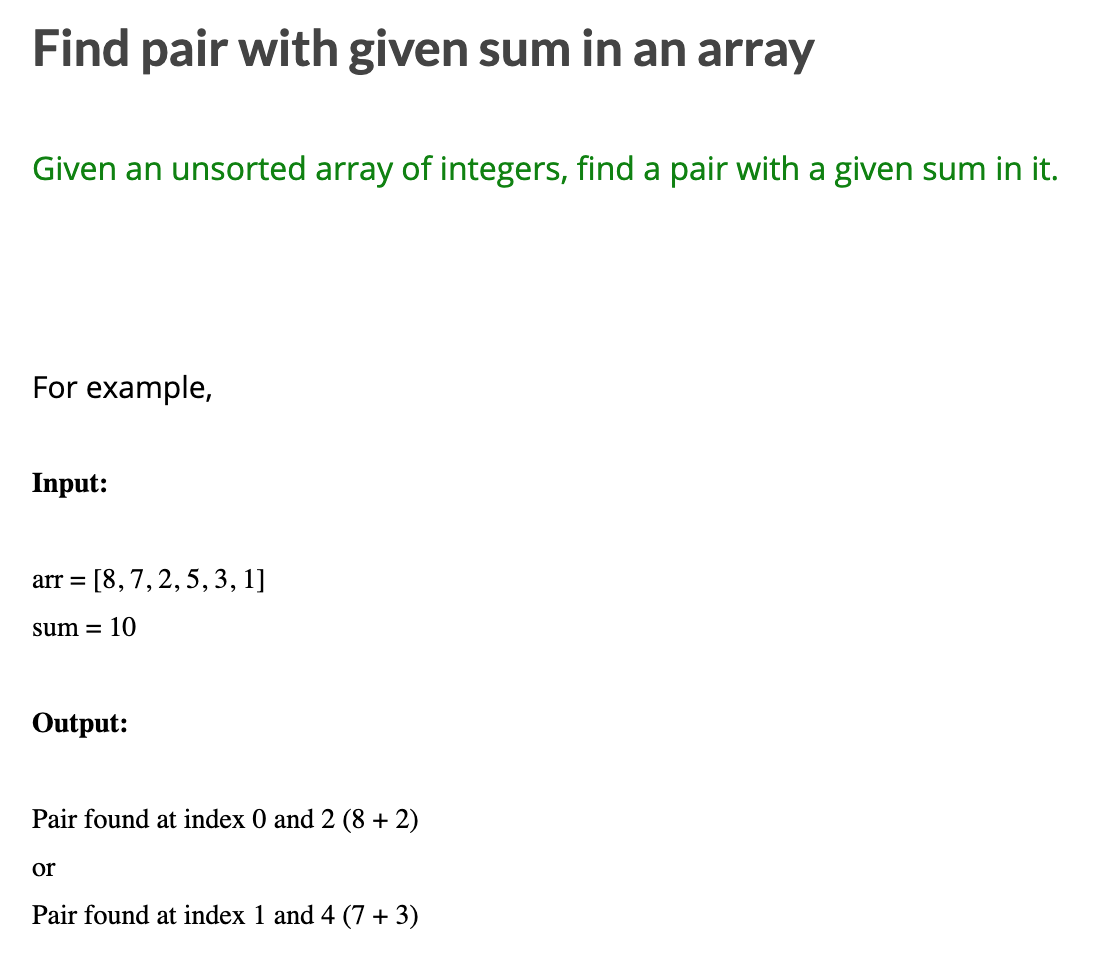 Find pair with given sum in an array
Given an unsorted array of integers, find a pair with a given sum in it.
For example,
Input:
arr = [8, 7, 2, 5, 3, 1]
sum = 10
Output:
Pair found at index 0 and 2 (8 + 2)
or
Pair found at index 1 and 4 (7 + 3)